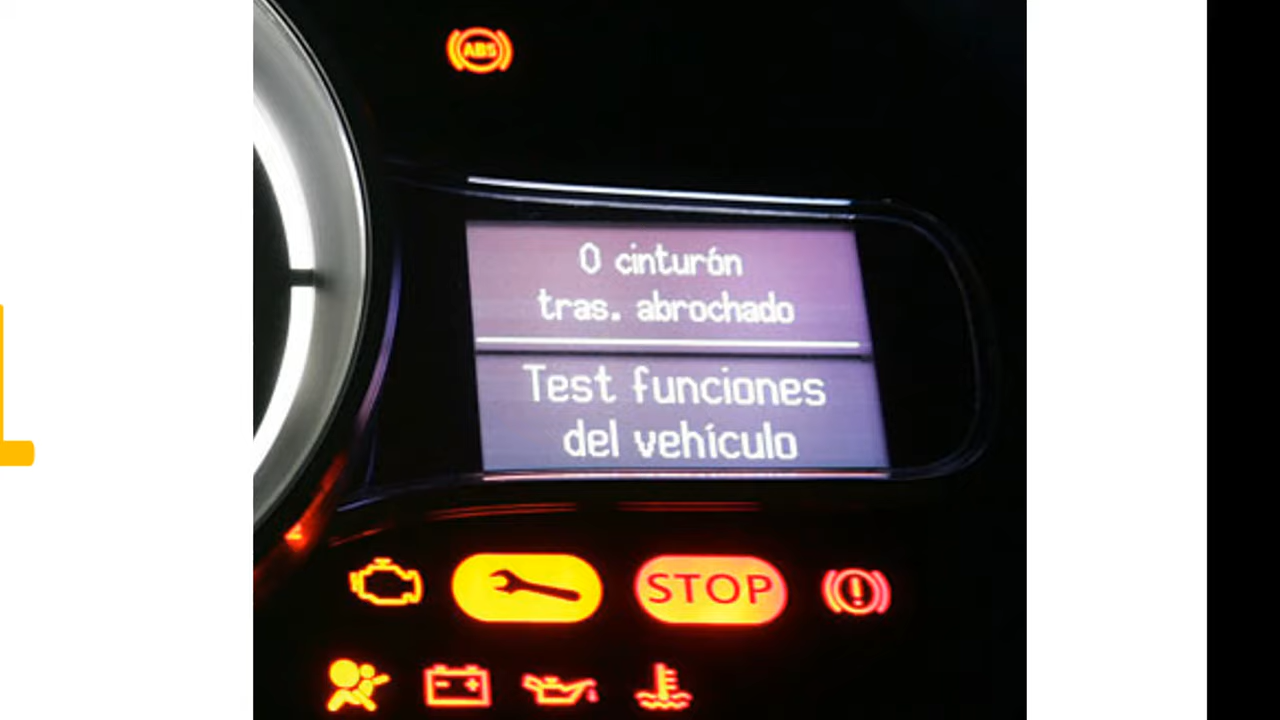 ABS
0 cinturón
tras. abrochado
Test funciones
del vehículo
STOP